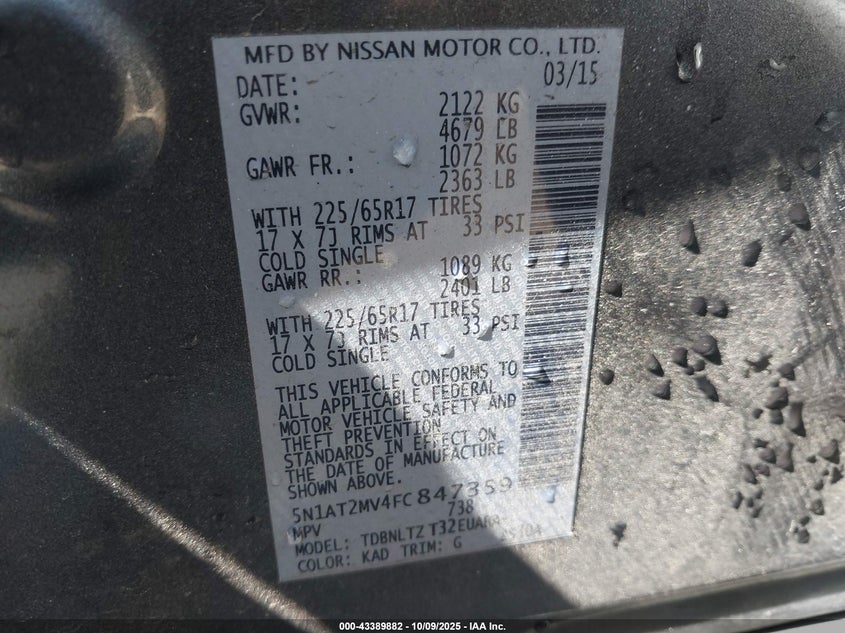 MFD BY NISSAN MOTOR CO., LTD.
DATE: 03/15
GVWR: 2122 KG
4679 LB
GAWR FR.: 1072 KG
2363 LB
WITH 225/65R17 TIRES
17 X 7J RIMS AT 33 PSI
COLD SINGLE
GAWR RR.: 1089 KG
2401 LB
WITH 225/65R17 TIRES
17 X 7J RIMS AT 33 PSI
COLD SINGLE
THIS VEHICLE CONFORMS TO
ALL APPLICABLE FEDERAL
MOTOR VEHICLE SAFETY AND
THEFT PREVENTION
STANDARDS IN EFFECT ON
THE DATE OF MANUFACTURE
SHOWN ABOVE.
5N1AT2MV4FC847359
MPV 738
MODEL: TDBNLTZ
COLOR: KAD TRIM: G
000-43389882 - 10/09/2025 - IAA Inc.